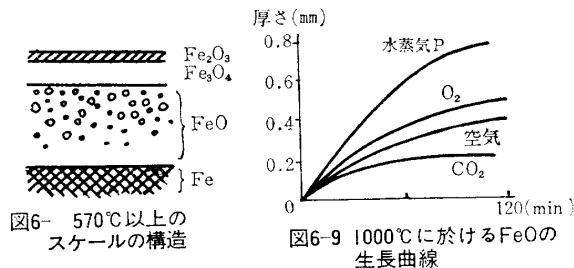 Fe₂O₃
Fe₃O₄
FeO
Fe
図6- 570℃以上の
スケールの構造
厚さ(mm)
0.8
0.6
0.4
0.2
0
120(min)
水蒸気P
O₂
空気
CO₂
図6-9 1000℃に於けるFeOの
生長曲線